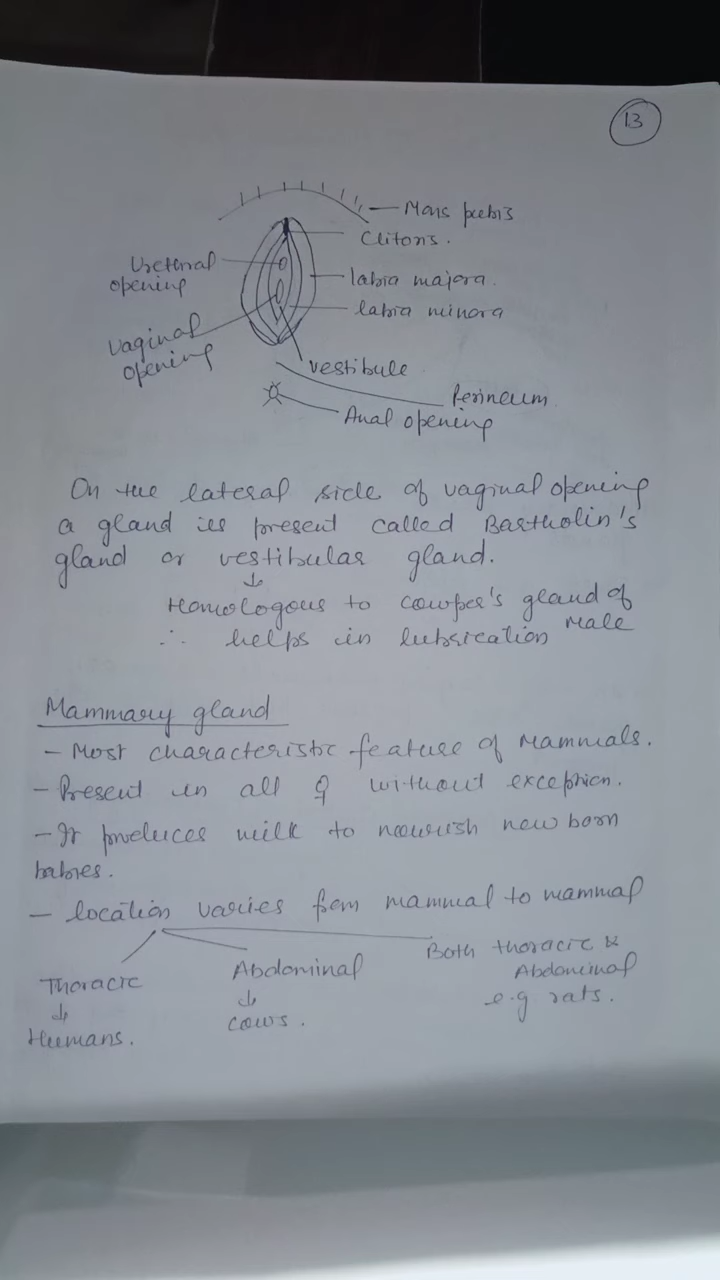 13
Mons pubis
Clitoris.
Urethral
opening
labia majora.
labia minora
vaginal
opening
vestibule
Perineum
Anal opening
On the lateral side of vaginal opening
a gland is present called Bartholin's
gland or vestibular gland.
↓
Homologous to cowper's gland of
Male
∴ helps in lubrication
Mammary gland
- Most characteristic feature of Mammals.
- Present in all ♀ without exception.
- It produces milk to nourish new born
babies.
- location varies from mammal to mammal
Thoracic
↓
Humans.
Abdominal
↓
cows.
Both thoracic &
Abdominal
e.g rats.